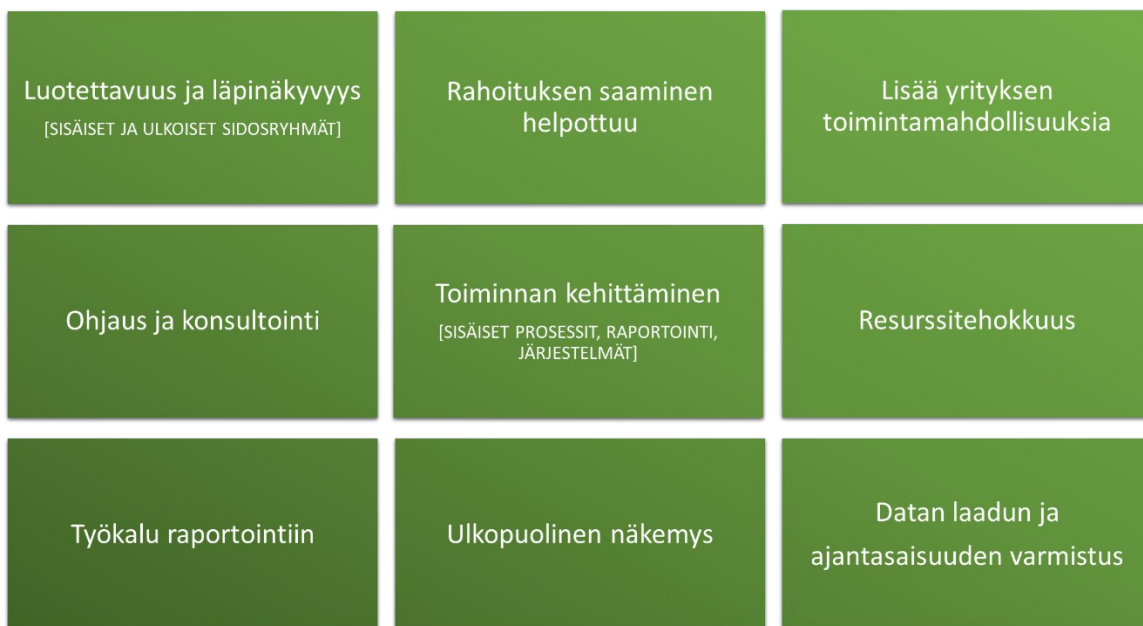 Luotettavuus ja läpinäkyvyys
[SISÄISET JA ULKOISET SIDOSRYHMÄT]
Rahoituksen saaminen
helpottuu
Lisää yrityksen
toimintamahdollisuuksia
Ohjaus ja konsultointi
Toiminnan kehittäminen
[SISÄISET PROSESSIT, RAPORTOINTI,
JÄRJESTELMÄT]
Resurssitehokkuus
Työkalu raportointiin
Ulkopuolinen näkemys
Datan laadun ja
ajantasaisuuden varmistus